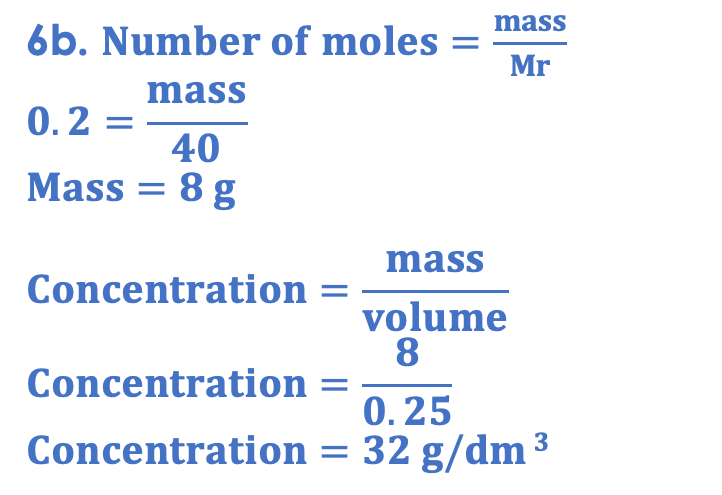 6b. Number of moles = mass/Mr
0.2 = mass/40
Mass = 8 g
Concentration = mass/volume
Concentration = 8/0.25
Concentration = 32 g/dm³